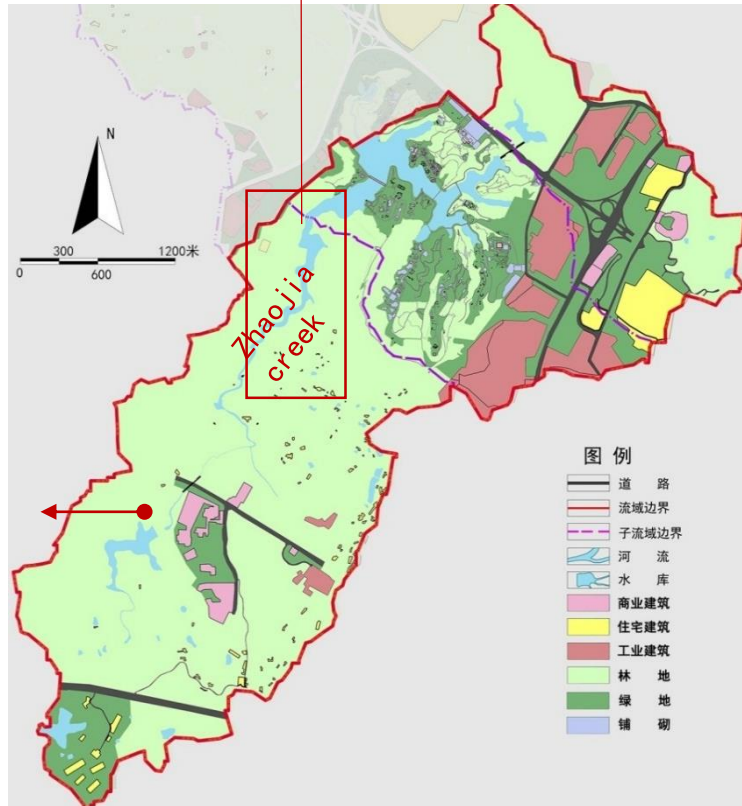 N
300 1200米
0 600
Zhaojia
creek
图 例
道 路
流域边界
子流域边界
河 流
水 库
商业建筑
住宅建筑
工业建筑
林 地
绿 地
铺 砌